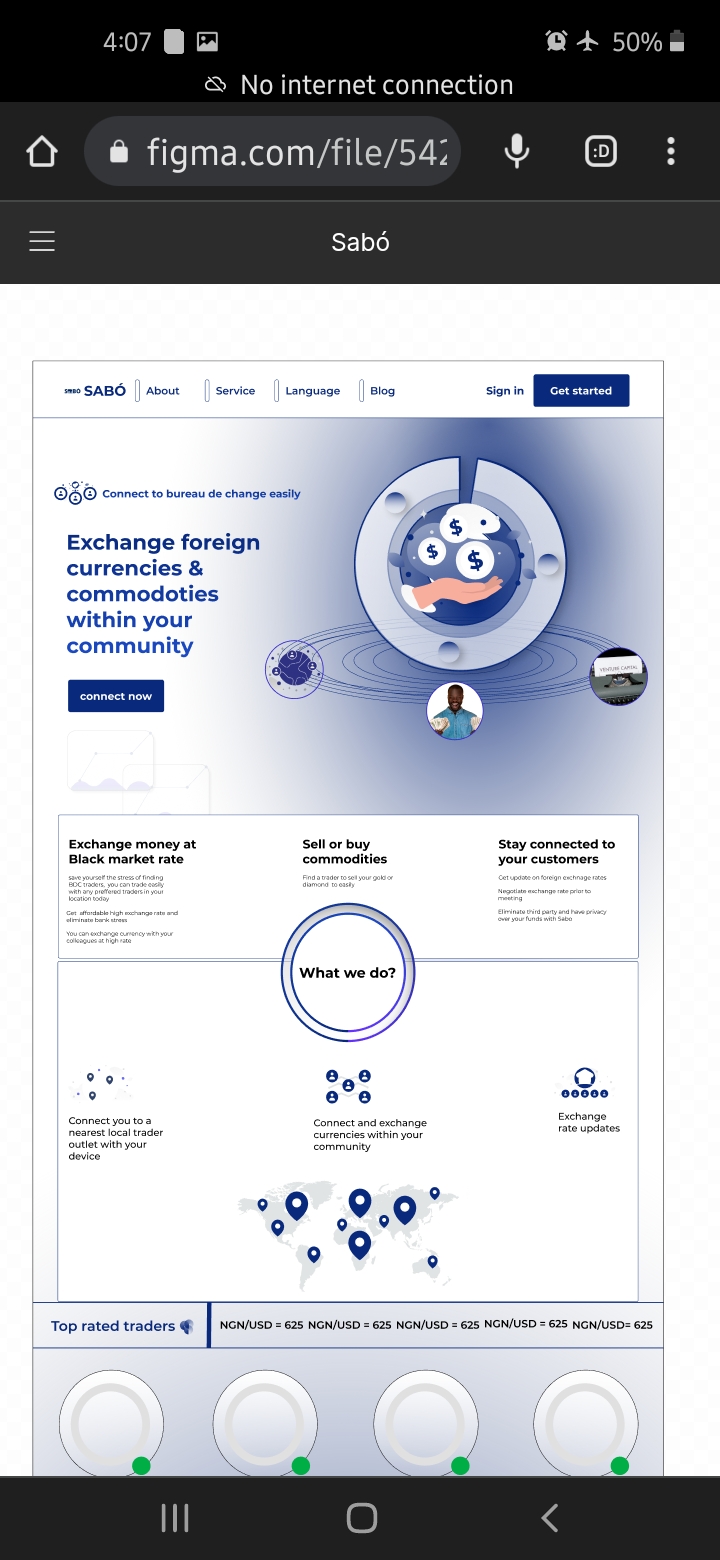 4:07
50%
No internet connection
figma.com/file/542
:D
Sabó
SABÓ SABÓ About Service Language Blog Sign in Get started
Connect to bureau de change easily
Exchange foreign
currencies &
commodoties
within your
community
connect now
VENTURE CAPITAL
Exchange money at
Black market rate
save yourself the stress of finding
BDC traders, you can trade easily
with any preffered traders in your
location today
Get affordable high exchange rate and
eliminate bank stress
You can exchange currency with your
colleagues at high rate
Sell or buy
commodities
Find a trader to sell your gold or
diamond to easily
Stay connected to
your customers
Get update on foreign exchnage rates
Negotiate exchange rate prior to
meeting
Eliminate third party and have privacy
over your funds with Sabo
What we do?
Connect you to a
nearest local trader
outlet with your
device
Connect and exchange
currencies within your
community
Exchange
rate updates
Top rated traders
NGN/USD = 625 NGN/USD = 625 NGN/USD = 625 NGN/USD = 625 NGN/USD= 625